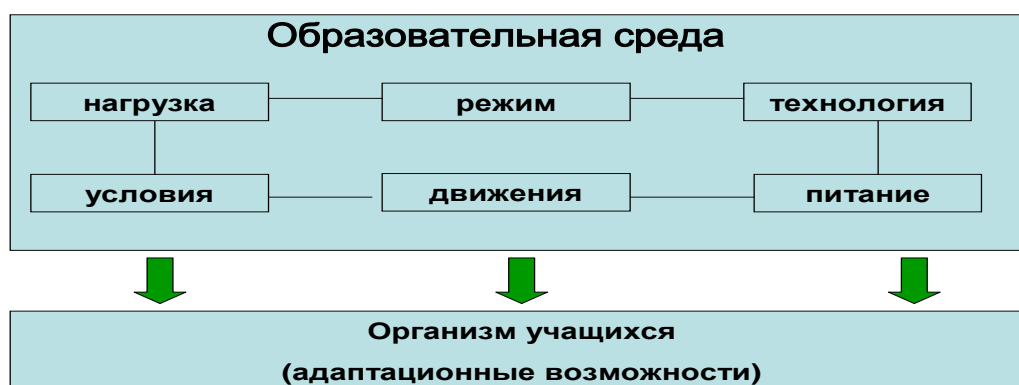 Образовательная среда
нагрузка режим технология
условия движения питание
Организм учащихся
(адаптационные возможности)